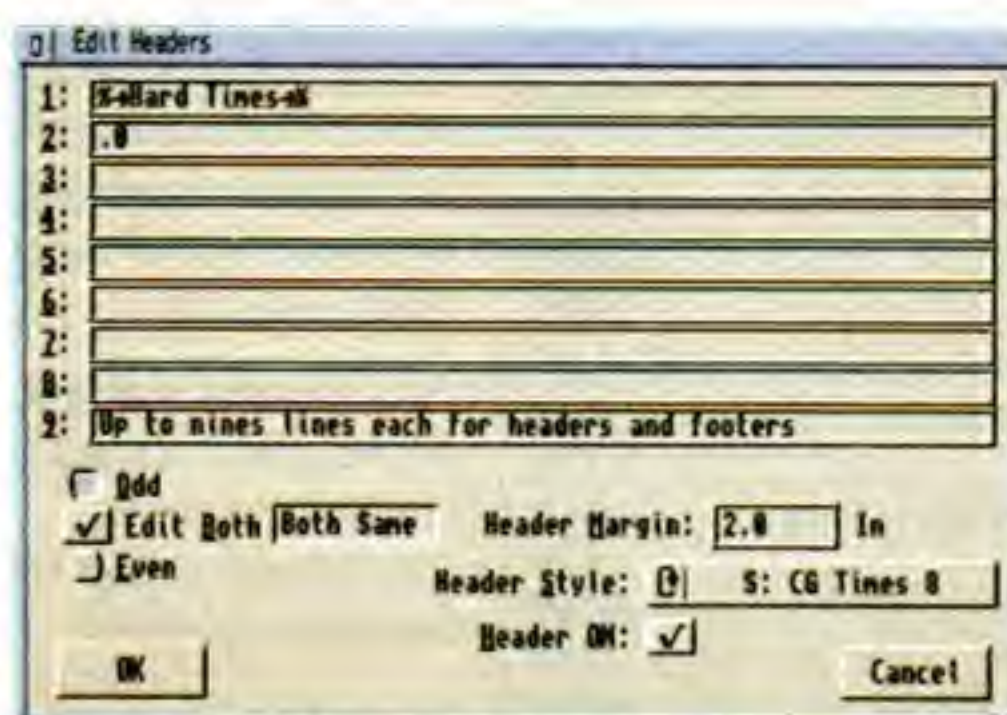 Edit Headers
1: %→Hard Times→%
2: .0
3:
4:
5:
6:
7:
8:
9: Up to nines lines each for headers and footers
Odd
Edit Both Both Same Header Margin: 2.0 In
Even
Header Style: S: CG Times 8
Header ON:
OK Cancel